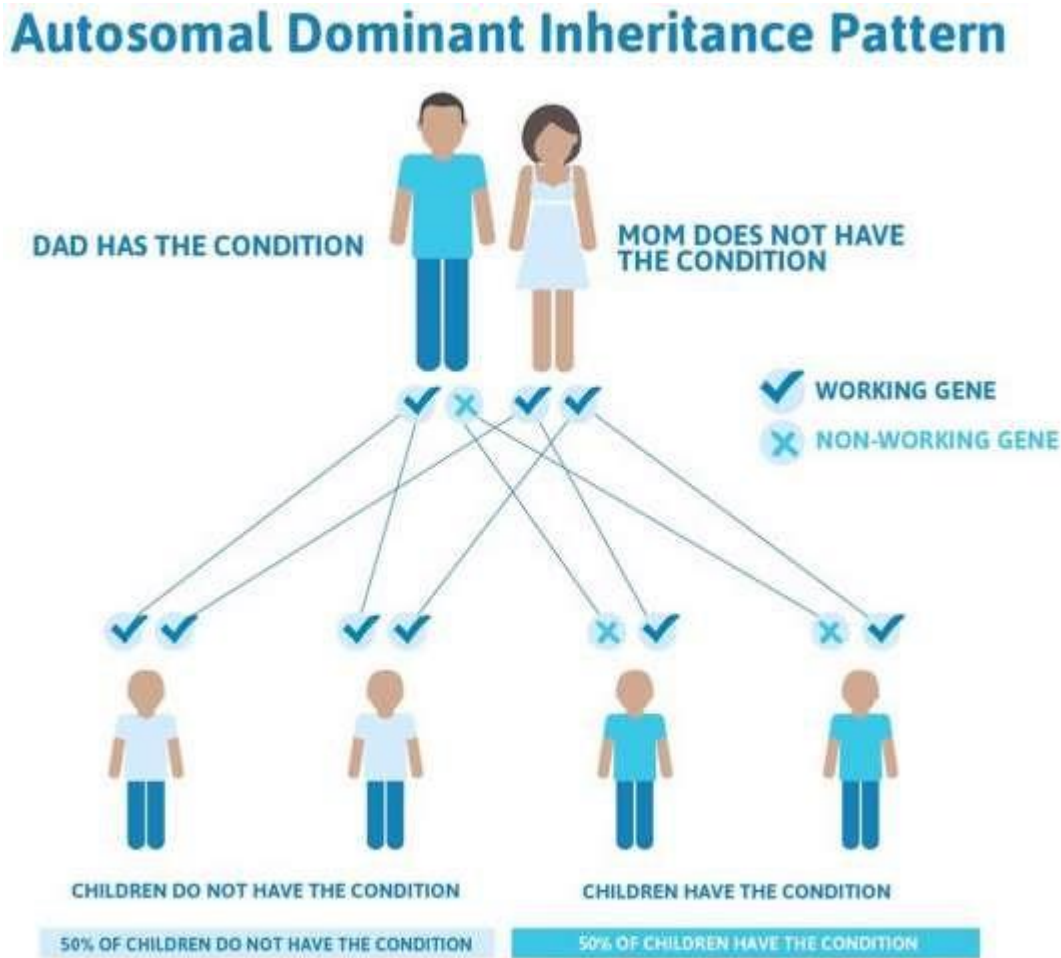 Autosomal Dominant Inheritance Pattern
DAD HAS THE CONDITION
MOM DOES NOT HAVE
THE CONDITION
WORKING GENE
NON-WORKING GENE
CHILDREN DO NOT HAVE THE CONDITION
CHILDREN HAVE THE CONDITION
50% OF CHILDREN DO NOT HAVE THE CONDITION
50% OF CHILDREN HAVE THE CONDITION